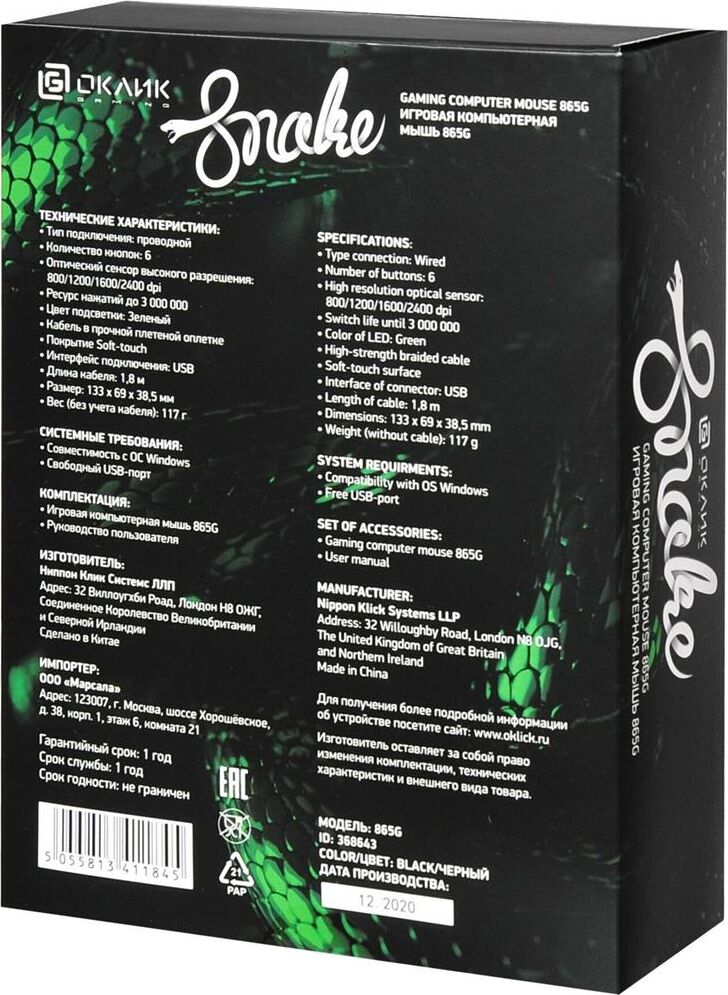 ОКЛИК
GAMING
Snake
GAMING COMPUTER MOUSE 865G
ИГРОВАЯ КОМПЬЮТЕРНАЯ
МЫШЬ 865G
ТЕХНИЧЕСКИЕ ХАРАКТЕРИСТИКИ:
• Тип подключения: проводной
• Количество кнопок: 6
• Оптический сенсор высокого разрешения:
800/1200/1600/2400 dpi
• Ресурс нажатий до 3 000 000
• Цвет подсветки: Зеленый
• Кабель в прочной плетеной оплетке
• Покрытие Soft-touch
• Интерфейс подключения: USB
• Длина кабеля: 1,8 м
• Размер: 133 x 69 x 38,5 мм
• Вес (без учета кабеля): 117 г
СИСТЕМНЫЕ ТРЕБОВАНИЯ:
• Совместимость с ОС Windows
• Свободный USB-порт
КОМПЛЕКТАЦИЯ:
• Игровая компьютерная мышь 865G
• Руководство пользователя
ИЗГОТОВИТЕЛЬ:
Ниппон Клик Системс ЛЛП
Адрес: 32 Виллоугхби Роад, Лондон Н8 ОЖГ,
Соединенное Королевство Великобритании
и Северной Ирландии
Сделано в Китае
ИМПОРТЕР:
ООО «Марсала»
Адрес: 123007, г. Москва, шоссе Хорошёвское,
д. 38, корп. 1, этаж 6, комната 21
Гарантийный срок: 1 год
Срок службы: 1 год
Срок годности: не граничен
5 055813 411845
EAC
21
PAP
SPECIFICATIONS:
• Type connection: Wired
• Number of buttons: 6
• High resolution optical sensor:
800/1200/1600/2400 dpi
• Switch life until 3 000 000
• Color of LED: Green
• High-strength braided cable
• Soft-touch surface
• Interface of connector: USB
• Length of cable: 1,8 m
• Dimensions: 133 x 69 x 38,5 mm
• Weight (without cable): 117 g
SYSTEM REQUIRMENTS:
• Compatibility with OS Windows
• Free USB-port
SET OF ACCESSORIES:
• Gaming computer mouse 865G
• User manual
MANUFACTURER:
Nippon Klick Systems LLP
Address: 32 Willoughby Road, London N8 OJG,
The United Kingdom of Great Britain
and Northern Ireland
Made in China
Для получения более подробной информации
об устройстве посетите сайт: www.oklick.ru
Изготовитель оставляет за собой право
изменения комплектации, технических
характеристик и внешнего вида товара.
МОДЕЛЬ: 865G
ID: 368643
COLOR/ЦВЕТ: BLACK/ЧЕРНЫЙ
ДАТА ПРОИЗВОДСТВА:
12. 2020
Snake
ОКЛИК
GAMING COMPUTER MOUSE 865G
ИГРОВАЯ КОМПЬЮТЕРНАЯ МЫШЬ 865G